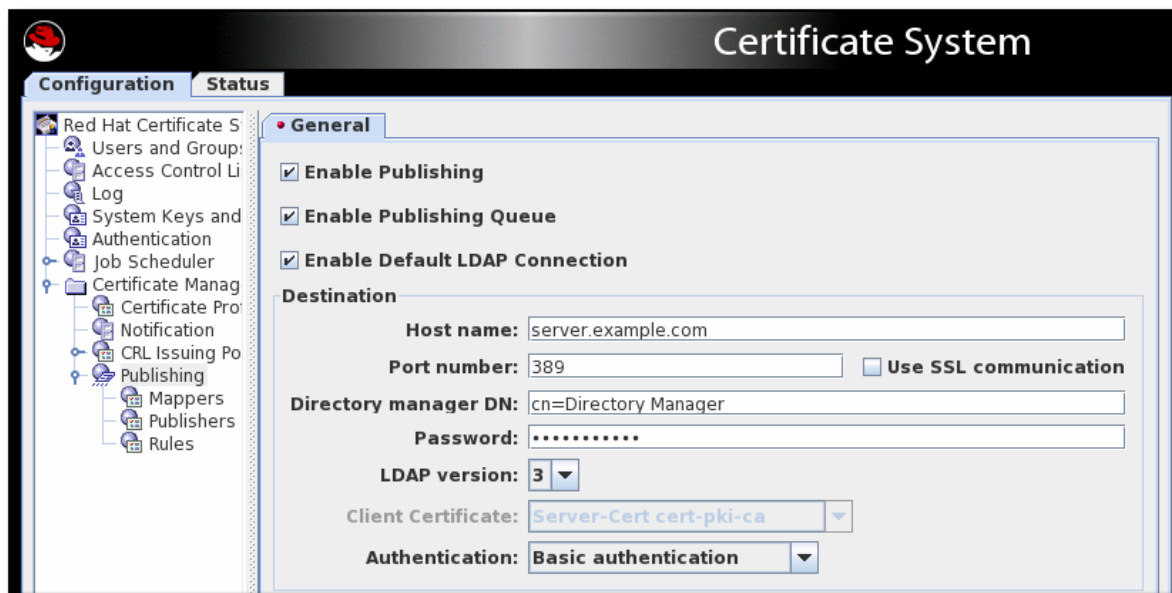 Certificate System
Configuration Status
Red Hat Certificate S
Users and Group
Access Control Li
Log
System Keys and
Authentication
Job Scheduler
Certificate Manag
Certificate Pro
Notification
CRL Issuing Po
Publishing
Mappers
Publishers
Rules
General
Enable Publishing
Enable Publishing Queue
Enable Default LDAP Connection
Destination
Host name: server.example.com
Port number: 389 Use SSL communication
Directory manager DN: cn=Directory Manager
Password: •••••••••••
LDAP version: 3
Client Certificate: Server-Cert cert-pki-ca
Authentication: Basic authentication